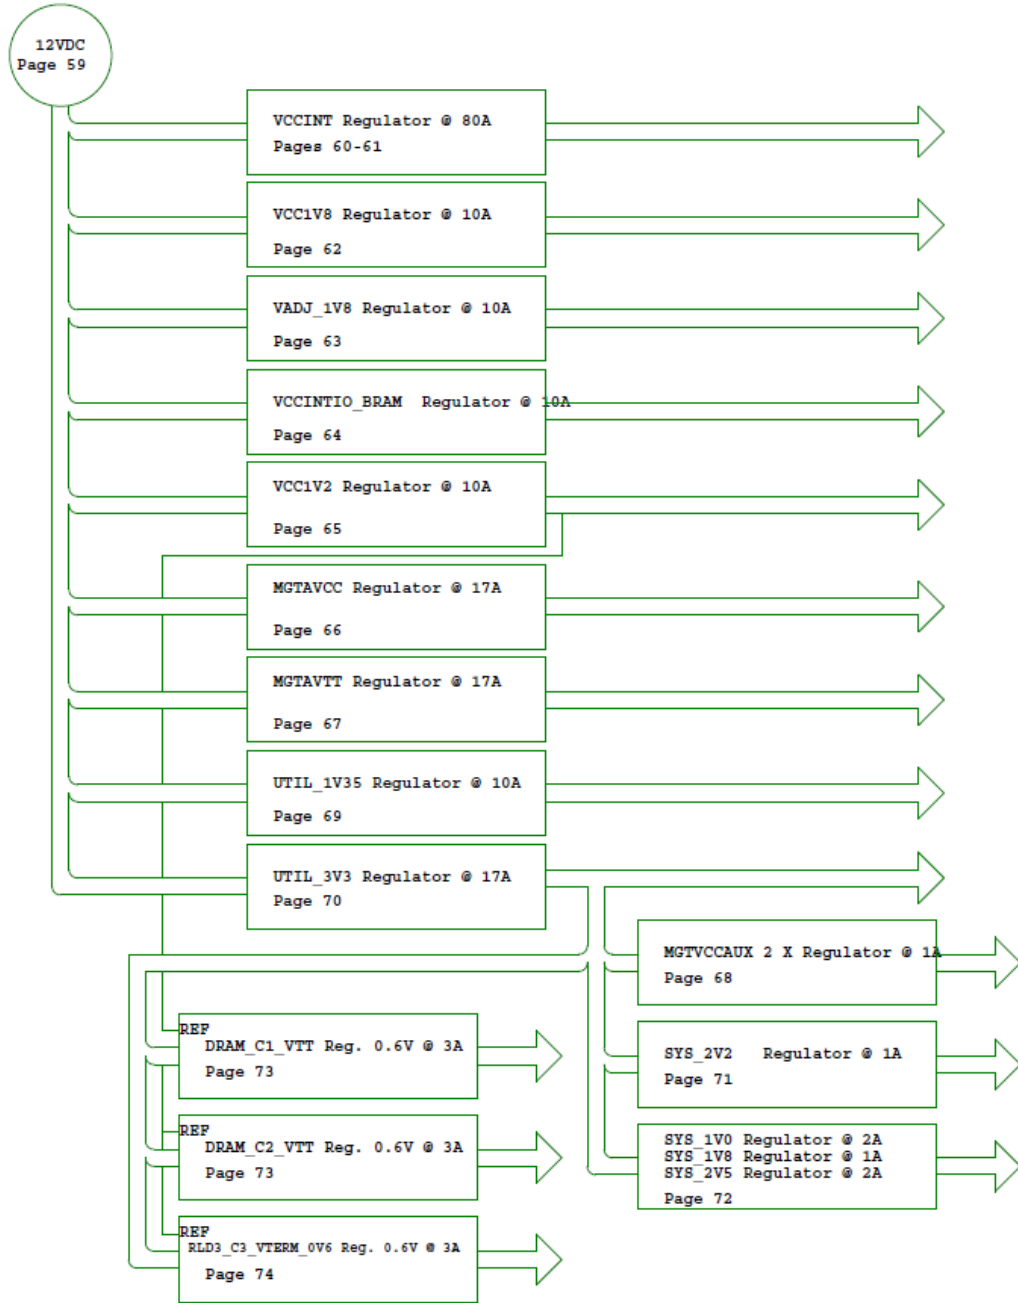 12VDC
Page 59
VCCINT Regulator @ 80A
Pages 60-61
VCC1V8 Regulator @ 10A
Page 62
VADJ_1V8 Regulator @ 10A
Page 63
VCCINTIO_BRAM  Regulator @ 10A
Page 64
VCC1V2 Regulator @ 10A
Page 65
MGTAVCC Regulator @ 17A
Page 66
MGTAVTT Regulator @ 17A
Page 67
UTIL_1V35 Regulator @ 10A
Page 69
UTIL_3V3 Regulator @ 17A
Page 70
MGTVCCAUX 2 X Regulator @ 1A
Page 68
REF
DRAM_C1_VTT Reg. 0.6V @ 3A
Page 73
SYS_2V2   Regulator @ 1A
Page 71
REF
DRAM_C2_VTT Reg. 0.6V @ 3A
Page 73
SYS_1V0 Regulator @ 2A
SYS_1V8 Regulator @ 1A
SYS_2V5 Regulator @ 2A
Page 72
REF
RLD3_C3_VTERM_0V6 Reg. 0.6V @ 3A
Page 74